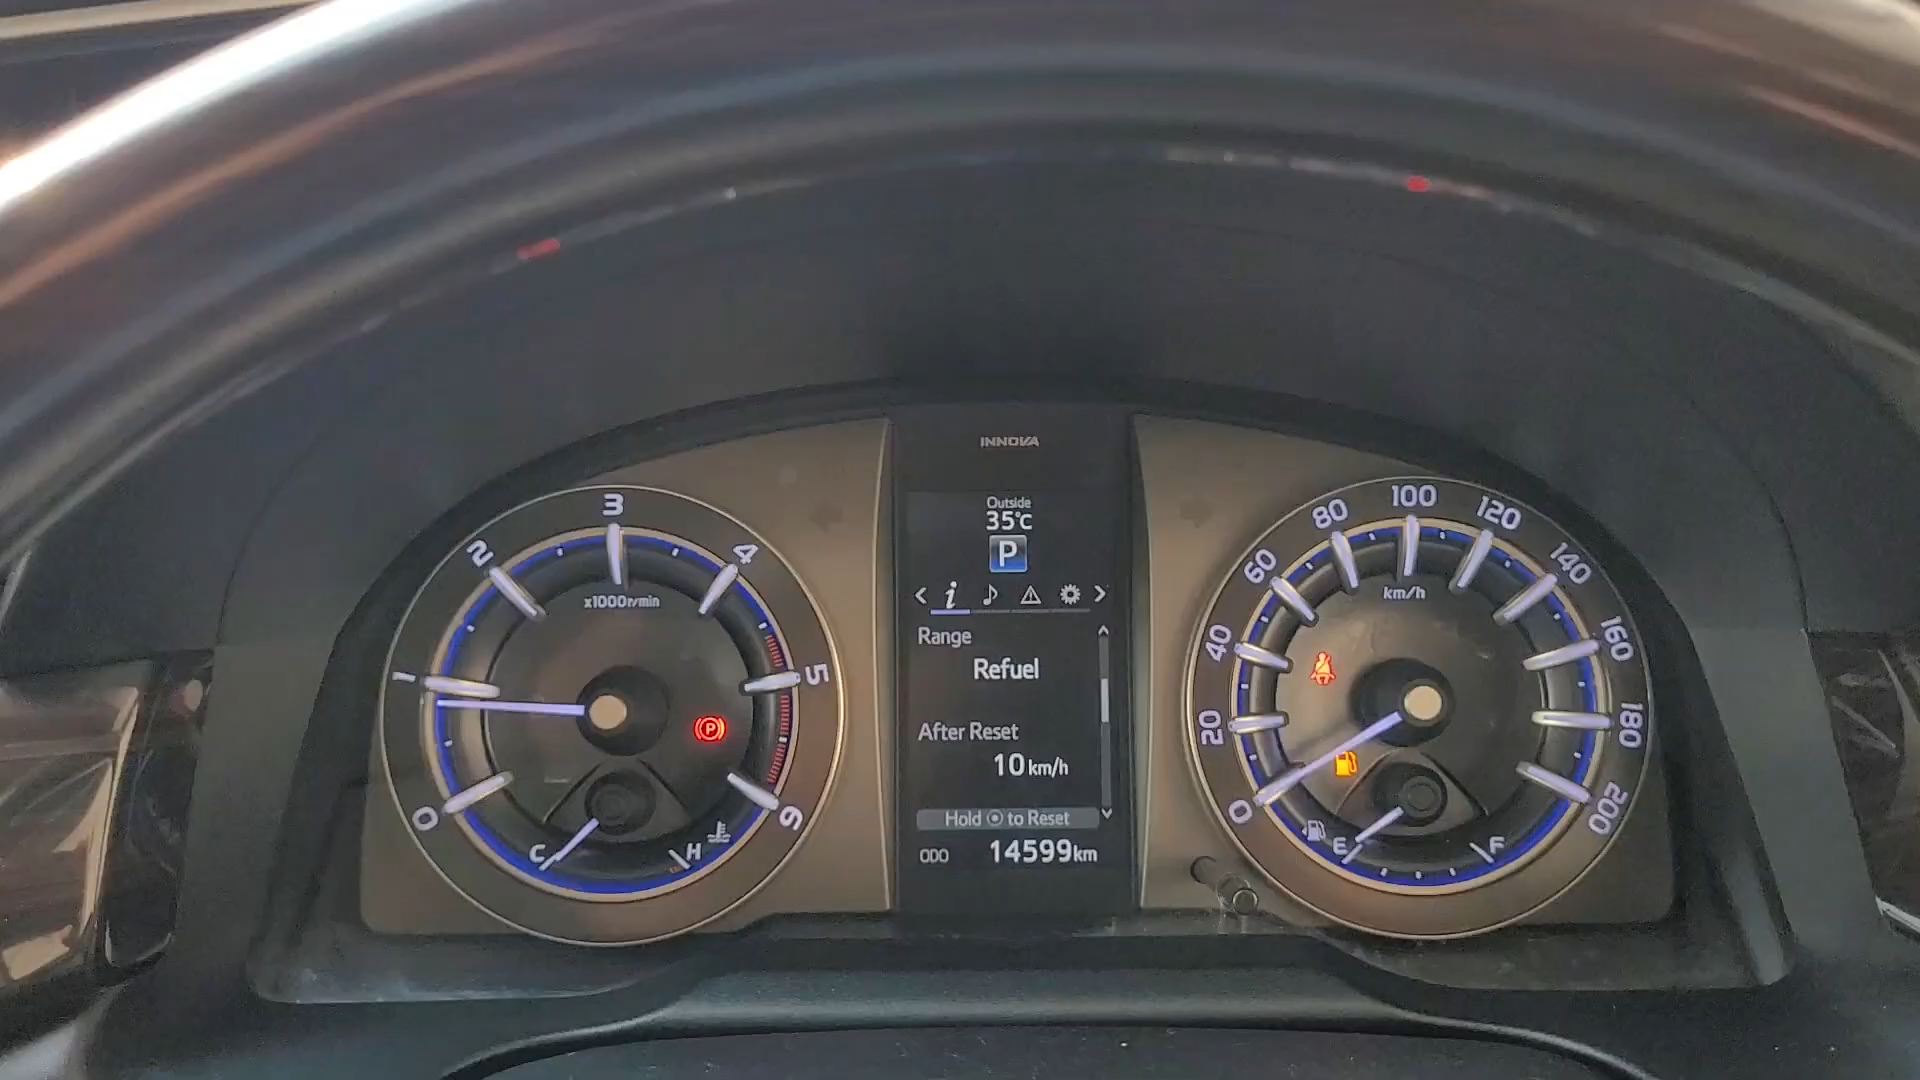 INNOVA
Outside
35°C
P
i
Range
Refuel
After Reset
10 km/h
Hold to Reset
ODO 14599km
0
1
2
3
4
5
6
x1000r/min
P
C
H
0
20
40
60
80
100
120
140
160
180
200
km/h
E
F